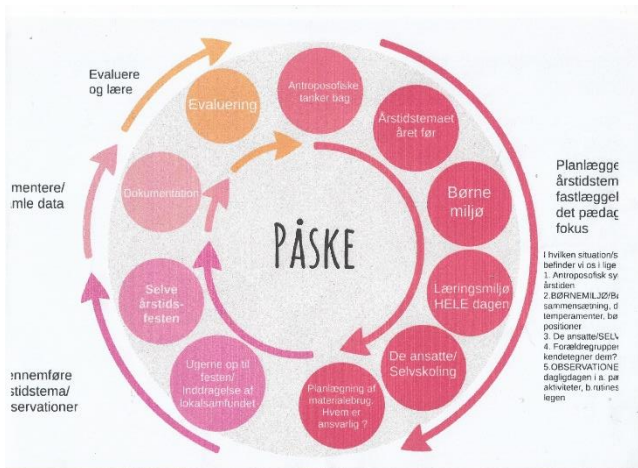 Evaluere
og lære
Evaluering
Antroposofiske
tanker bag
Årstidstemaet
året før
Børne
miljø
Læringsmiljø
HELE dagen
De ansatte/
Selvskoling
Planlægning af
materialebrug.
Hvem er
ansvarlig ?
Ugerne op til
festen/
Inddragelse af
lokalsamfundet
Selve
årstids-
festen
Dokumentation
PÅSKE
mentere/
mle data
ennemføre
stidstema/
servationer
Planlægge
årstidstem
fastlæggel
det pædag
fokus
I hvilken situation/s
befinder vi os i lige
1. Antroposofisk sy
årstiden
2.BØRNEMILJØ/Bø
sammensætning, d
temperamenter, bø
positioner
3. De ansatte/SELV
4. Forældregruppen
kendetegner dem?
5.OBSERVATIONE
dagligdagen i a. pæ
aktiviteter, b.rutines
legen